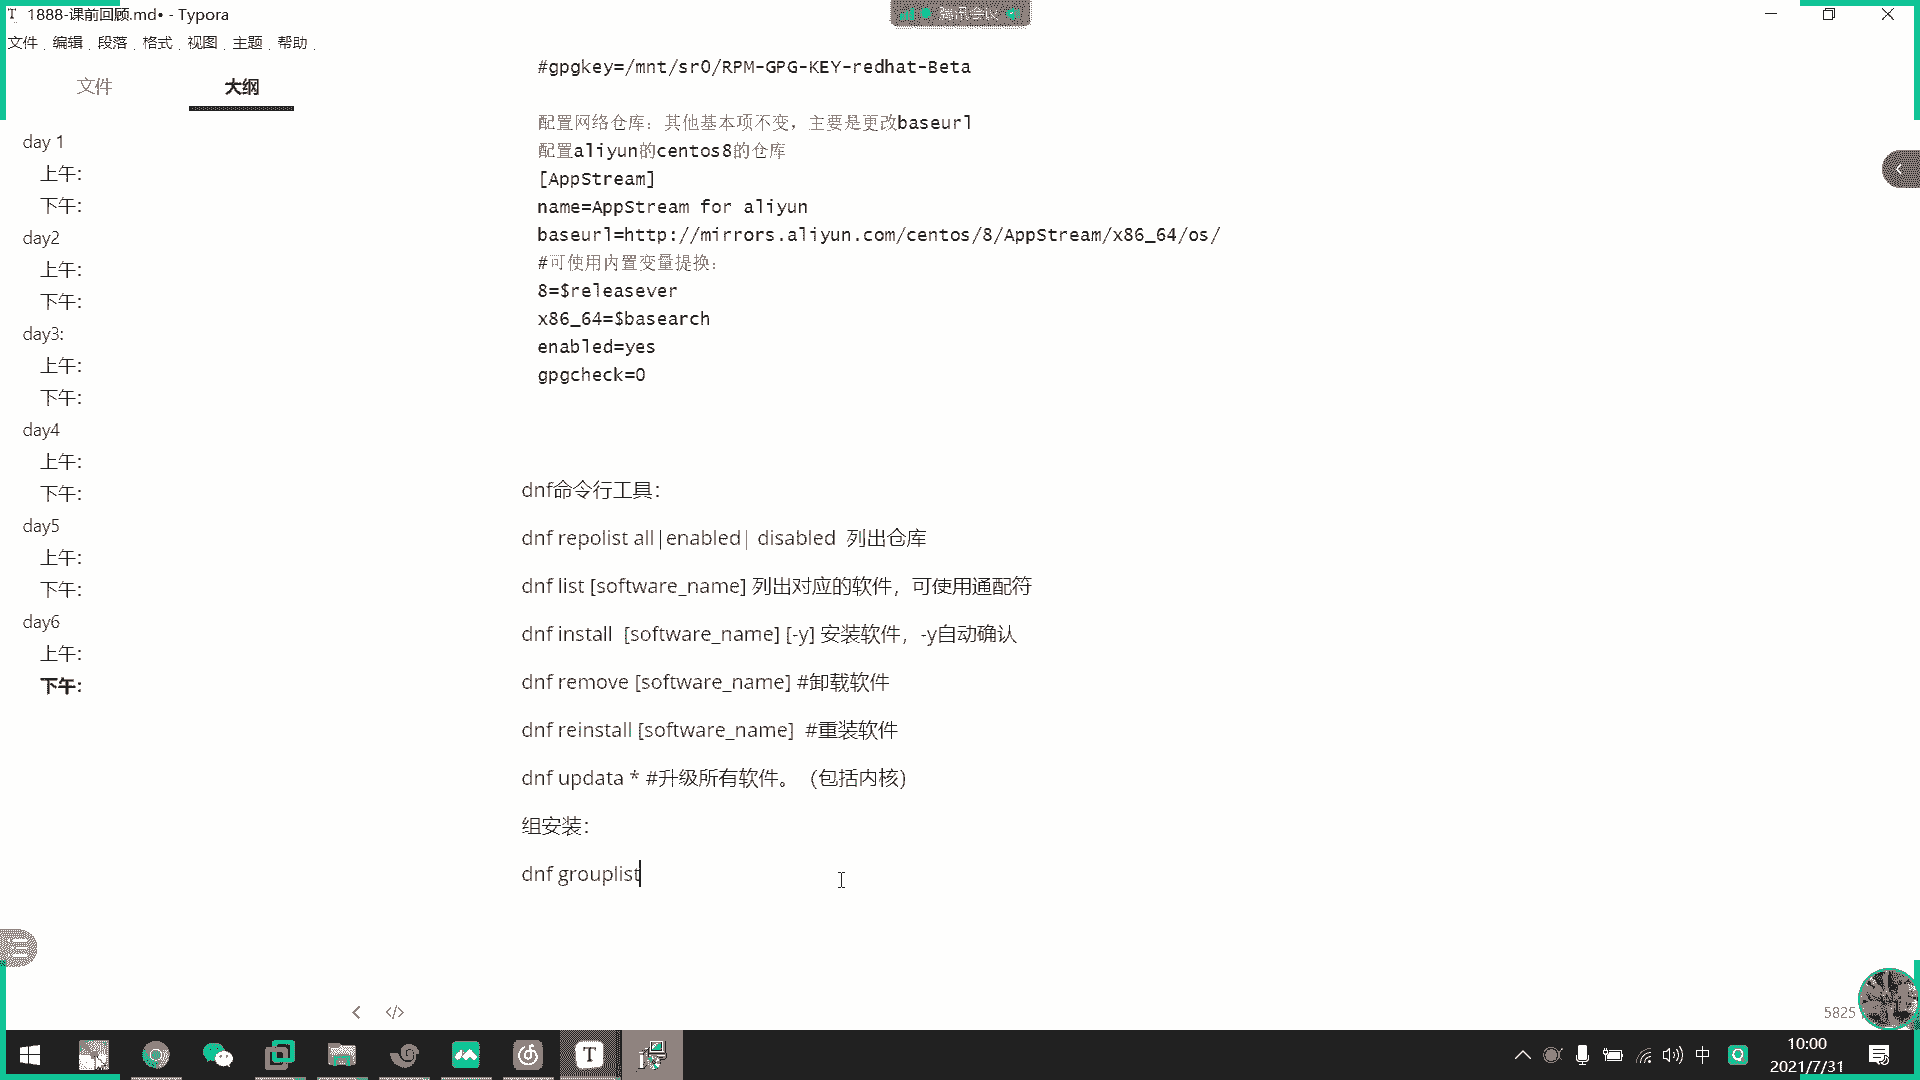 1888-课前回顾.md• - Typora
腾讯会议
文件 编辑 段落 格式 视图 主题 帮助
文件 大纲
day 1
上午：
下午：
day2
上午：
下午：
day3:
上午：
下午：
day4
上午：
下午：
day5
上午：
下午：
day6
上午：
下午：
#gpgkey=/mnt/sr0/RPM-GPG-KEY-redhat-Beta
配置网络仓库：其他基本项不变，主要是更改baseurl
配置aliyun的centos8的仓库
[AppStream]
name=AppStream for aliyun
baseurl=http://mirrors.aliyun.com/centos/8/AppStream/x86_64/os/
#可使用内置变量提换：
8=$releasever
x86_64=$basearch
enabled=yes
gpgcheck=0
dnf命令行工具：
dnf repolist all|enabled| disabled 列出仓库
dnf list [software_name] 列出对应的软件，可使用通配符
dnf install [software_name] [-y] 安装软件，-y自动确认
dnf remove [software_name] #卸载软件
dnf reinstall [software_name] #重装软件
dnf updata * #升级所有软件。（包括内核）
组安装：
dnf grouplist
5825
中
10:00
2021/7/31